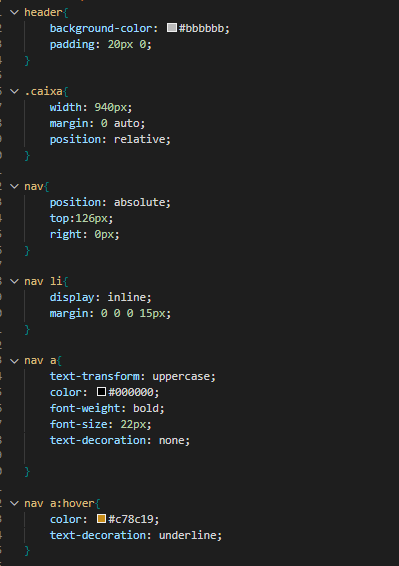 header{
background-color: #bbbbbb;
padding: 20px 0;
}
.caixa{
width: 940px;
margin: 0 auto;
position: relative;
}
nav{
position: absolute;
top:126px;
right: 0px;
}
nav li{
display: inline;
margin: 0 0 0 15px;
}
nav a{
text-transform: uppercase;
color: #000000;
font-weight: bold;
font-size: 22px;
text-decoration: none;
}
nav a:hover{
color: #c78c19;
text-decoration: underline;
}